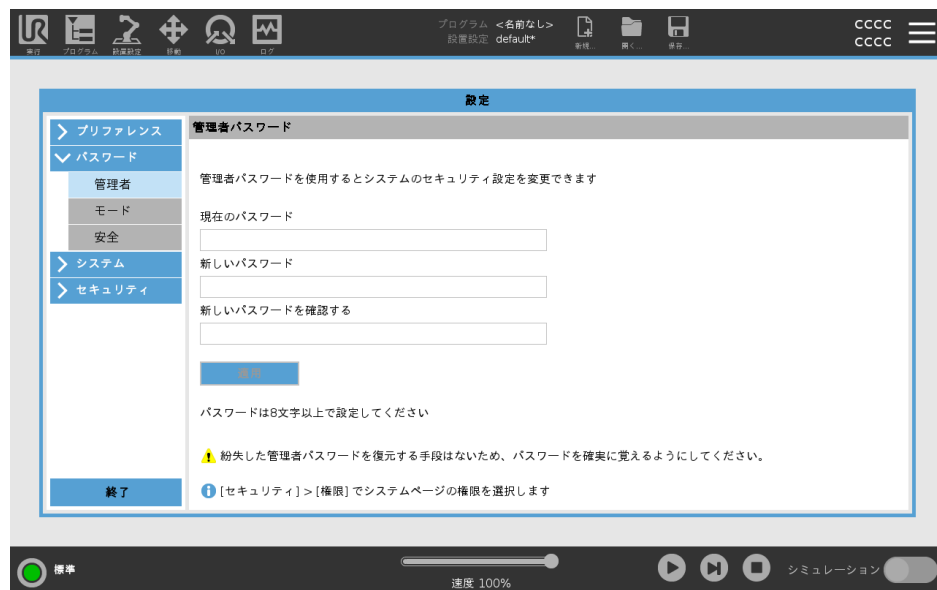 UR
プログラム <名前なし>
設置設定 default*
cccc
cccc
実行 プログラム 設置設定 移動 I/O ログ 新規... 開く... 保存...
設定
プリファレンス
パスワード
管理者
モード
安全
システム
セキュリティ
終了
管理者パスワード
管理者パスワードを使用するとシステムのセキュリティ設定を変更できます
現在のパスワード
新しいパスワード
新しいパスワードを確認する
適用
パスワードは8文字以上で設定してください
紛失した管理者パスワードを復元する手段はないため、パスワードを確実に覚えるようにしてください。
[セキュリティ] > [権限] でシステムページの権限を選択します
標準
速度 100%
シミュレーション